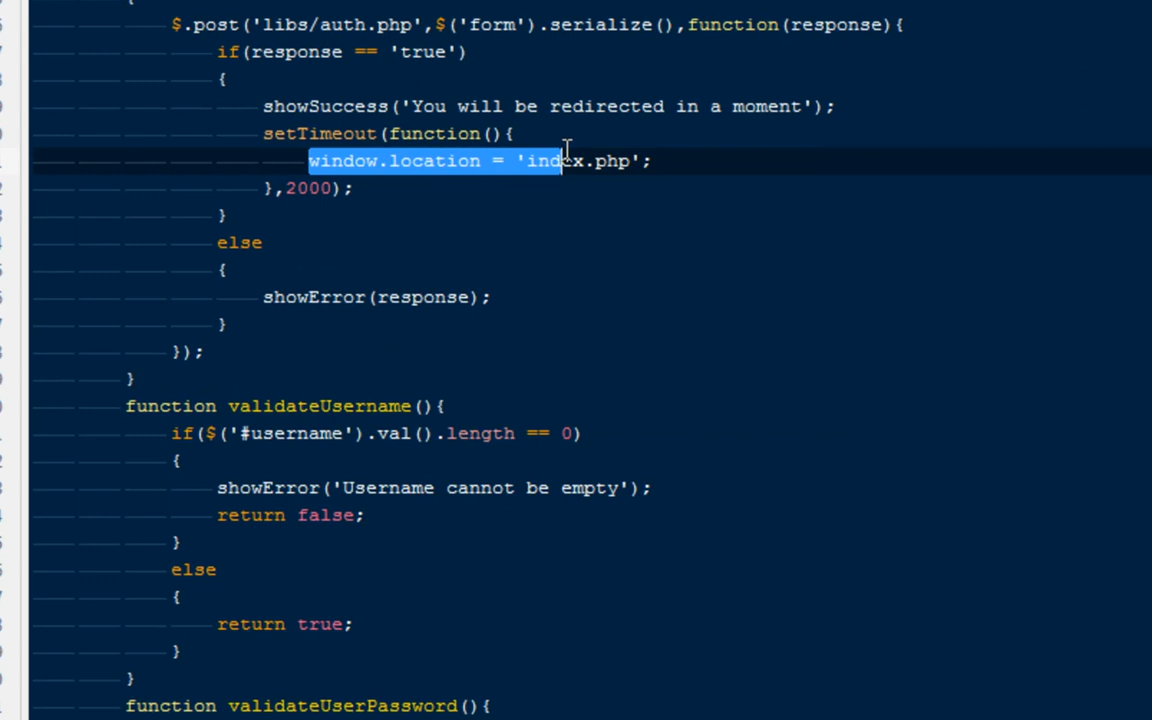 {
$.post('libs/auth.php',$('form').serialize(),function(response){
if(response == 'true')
{
showSuccess('You will be redirected in a moment');
setTimeout(function(){
window.location = 'index.php';
},2000);
}
else
{
showError(response);
}
});
}
function validateUsername(){
if($('#username').val().length == 0)
{
showError('Username cannot be empty');
return false;
}
else
{
return true;
}
}
function validateUserPassword(){